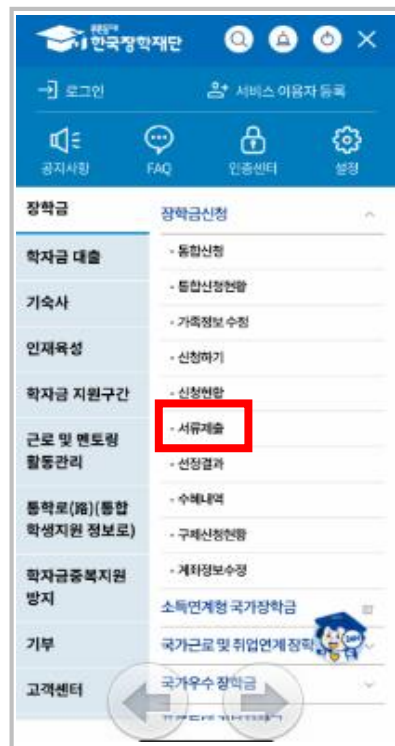 한국장학재단
로그인
서비스 이용자 등록
공지사항
FAQ
인증센터
설정
장학금
학자금 대출
기숙사
인재육성
학자금 지원구간
근로 및 멘토링
활동관리
통학로(路)(통합
학생지원 정보로)
학자금중복지원
방지
기부
고객센터
장학금신청
- 통합신청
- 통합신청현황
- 가족정보 수정
- 신청하기
- 신청현황
- 서류제출
- 선정결과
- 수혜내역
- 구제신청현황
- 계좌정보수정
소득연계형 국가장학금
국가근로 및 취업연계 장학
국가우수 장학금